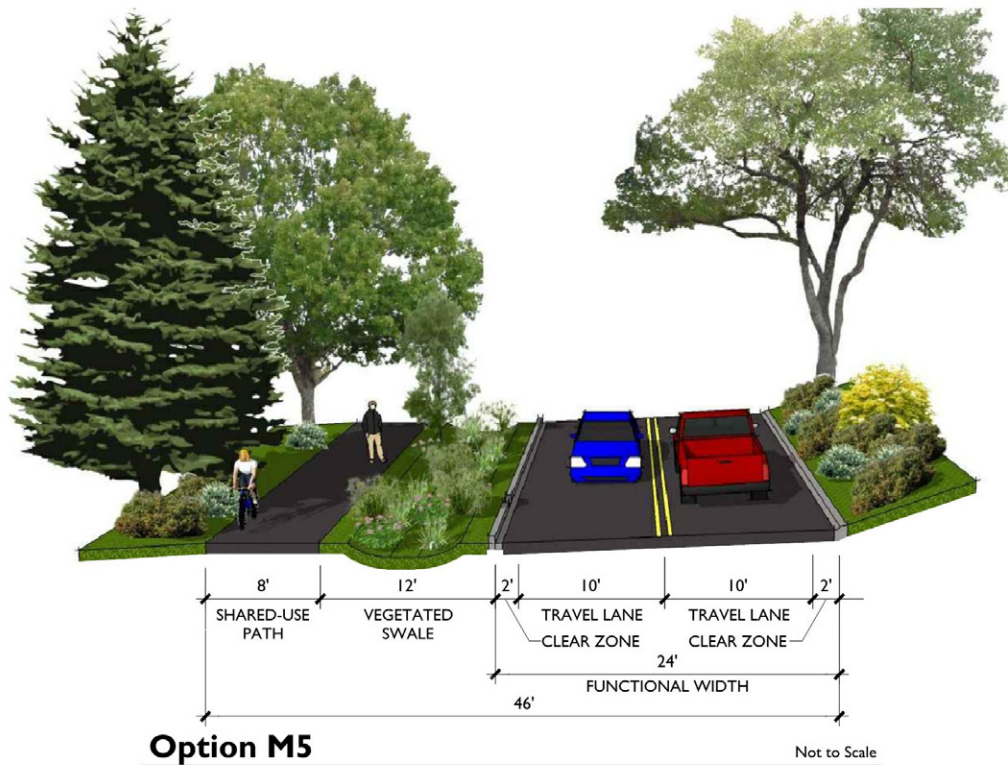 8' 12' 2' 10' 10' 2'
SHARED-USE
PATH
VEGETATED
SWALE
TRAVEL LANE
CLEAR ZONE
TRAVEL LANE
CLEAR ZONE
24'
FUNCTIONAL WIDTH
46'
Option M5
Not to Scale